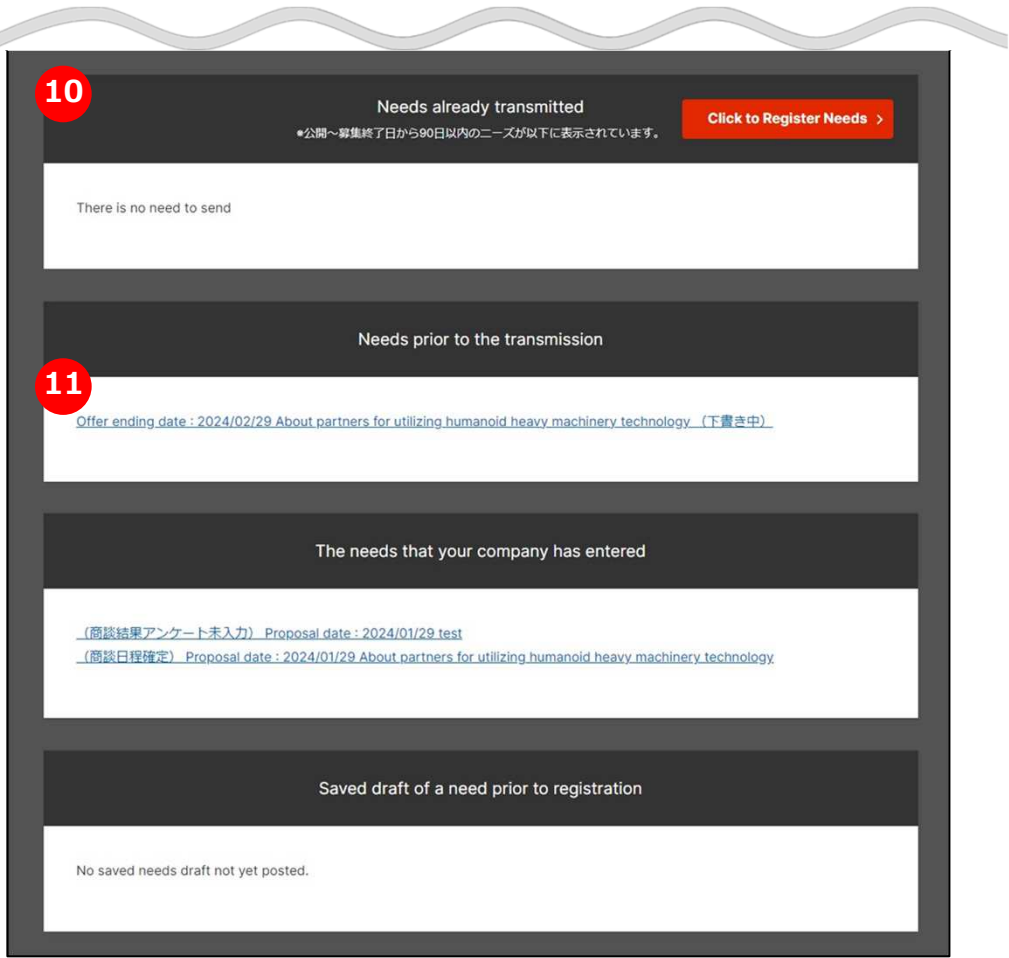 10
Needs already transmitted
※公開~募集終了日から90日以内のニーズが以下に表示されています。
Click to Register Needs >
There is no need to send
Needs prior to the transmission
11
Offer ending date : 2024/02/29 About partners for utilizing humanoid heavy machinery technology (下書き中)
The needs that your company has entered
(商談結果アンケート未入力) Proposal date : 2024/01/29 test
(商談日程確定) Proposal date : 2024/01/29 About partners for utilizing humanoid heavy machinery technology
Saved draft of a need prior to registration
No saved needs draft not yet posted.